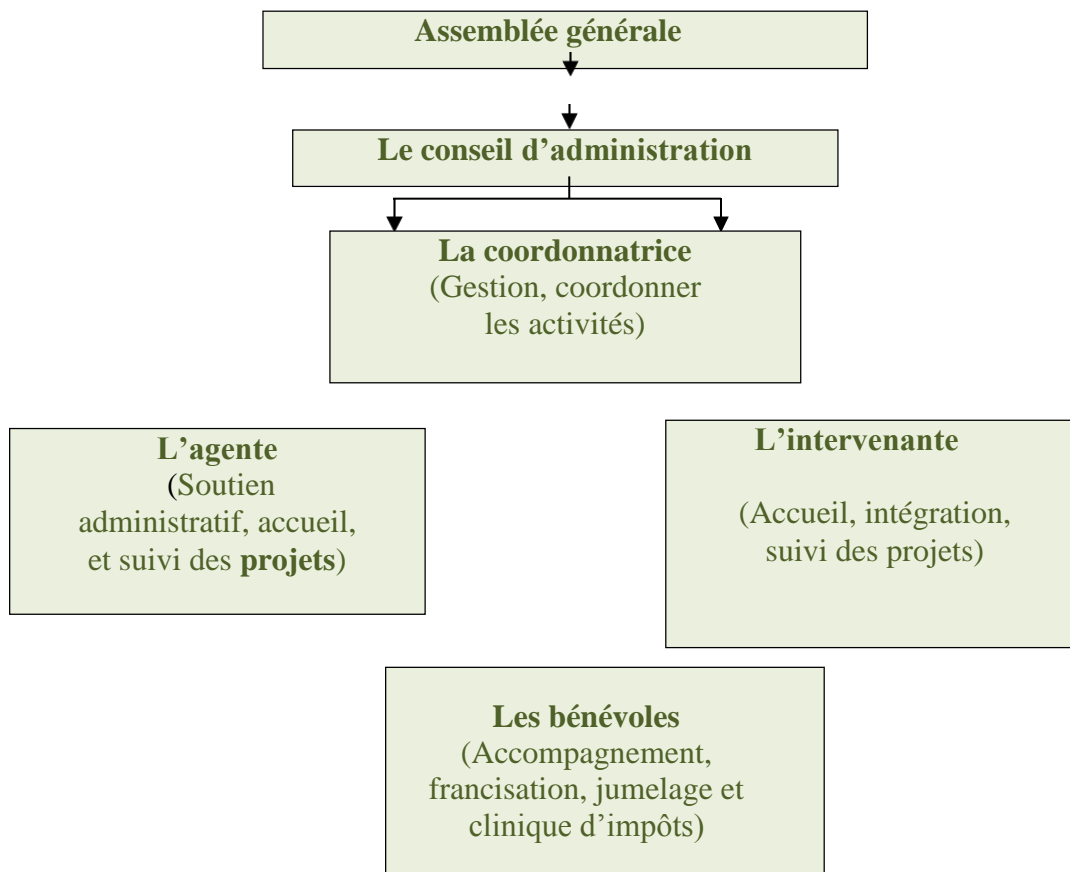 Assemblée générale
Le conseil d’administration
La coordonnatrice
(Gestion, coordonner
les activités)
L’agente
(Soutien
administratif, accueil,
et suivi des projets)
L’intervenante
(Accueil, intégration,
suivi des projets)
Les bénévoles
(Accompagnement,
francisation, jumelage et
clinique d’impôts)